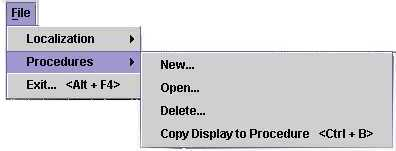 File
Localization
Procedures
Exit... <Alt + F4>
New...
Open...
Delete...
Copy Display to Procedure <Ctrl + B>